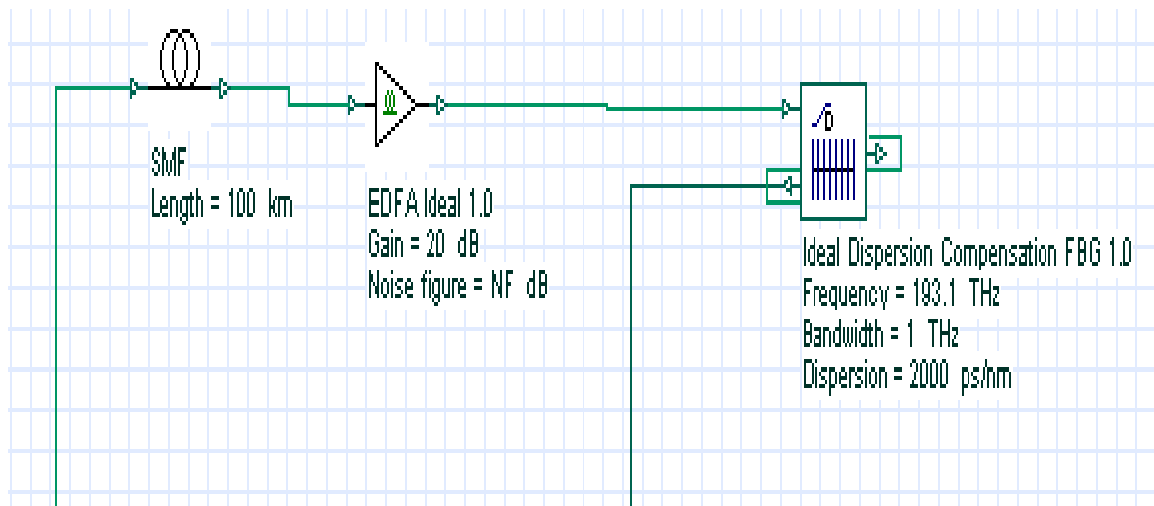 SMF
Length = 100 km
EDFA Ideal 1.0
Gain = 20 dB
Noise figure = NF dB
D
Ideal Dispersion Compensation FBG 1.0
Frequency = 193.1 THz
Bandwidth = 1 THz
Dispersion = 2000 ps/nm